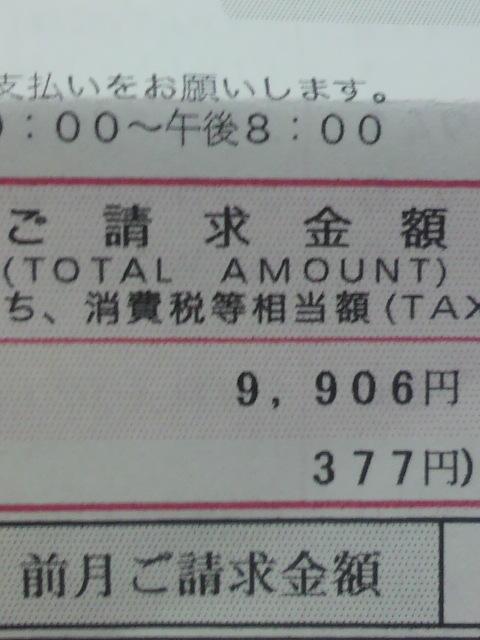 支払いをお願いします。
:００～午後８:００
ご請求金額
(TOTAL AMOUNT)
ち、消費税等相当額(TAX
9,906円
377円)
前月ご請求金額